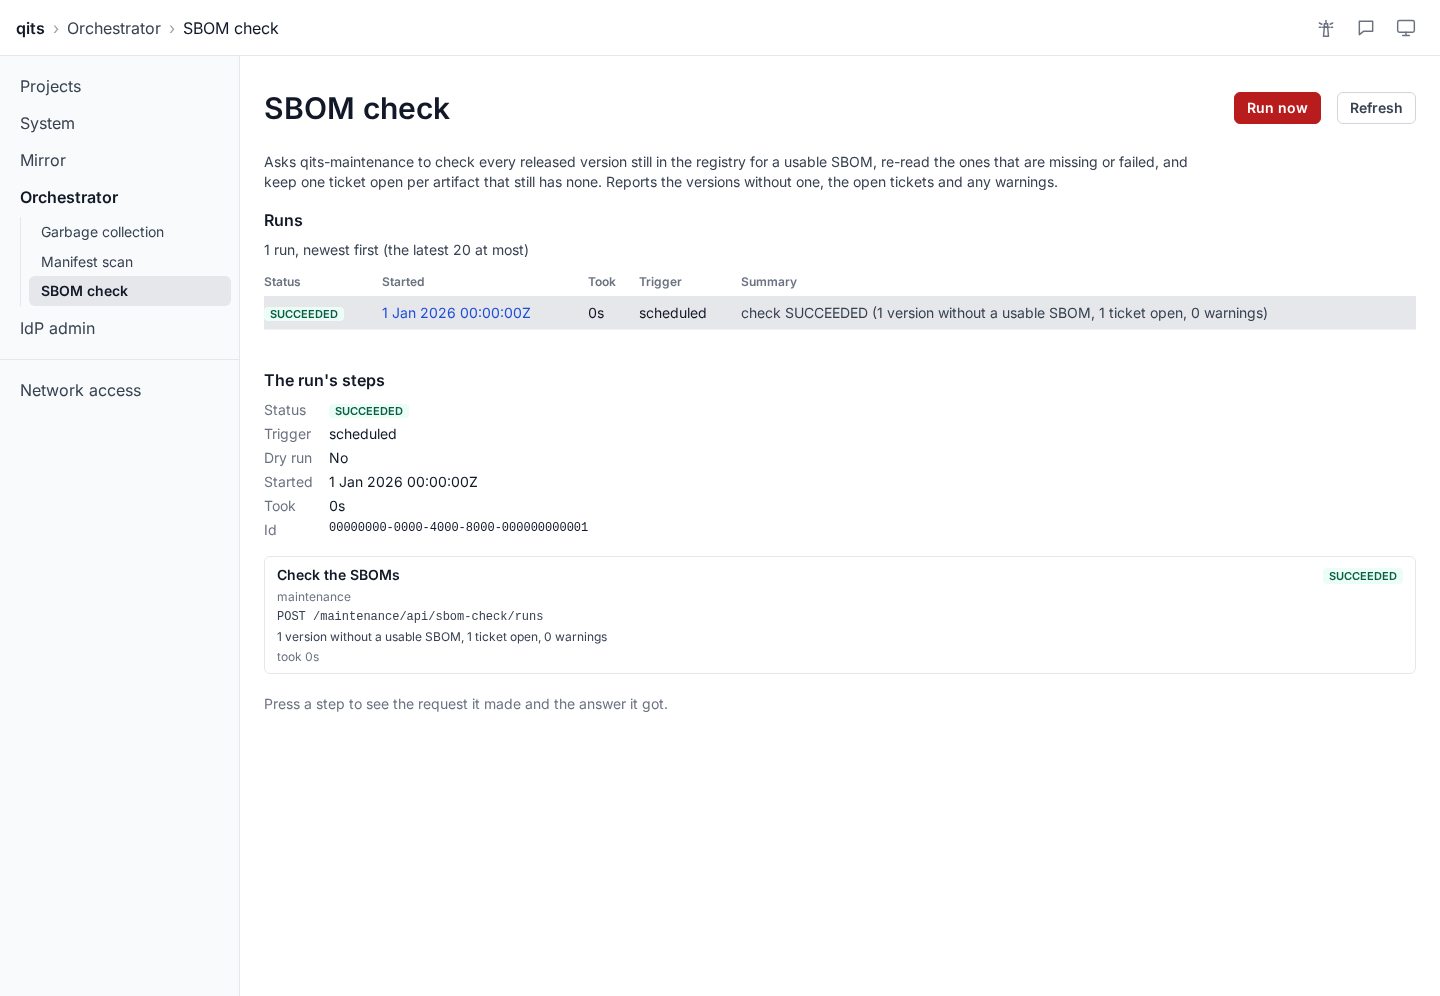 qits › Orchestrator › SBOM check
Projects
System
Mirror
Orchestrator
Garbage collection
Manifest scan
SBOM check
IdP admin
Network access
SBOM check
Run now
Refresh
Asks qits-maintenance to check every released version still in the registry for a usable SBOM, re-read the ones that are missing or failed, and
keep one ticket open per artifact that still has none. Reports the versions without one, the open tickets and any warnings.
Runs
1 run, newest first (the latest 20 at most)
Status Started Took Trigger Summary
SUCCEEDED 1 Jan 2026 00:00:00Z 0s scheduled check SUCCEEDED (1 version without a usable SBOM, 1 ticket open, 0 warnings)
The run's steps
Status SUCCEEDED
Trigger scheduled
Dry run No
Started 1 Jan 2026 00:00:00Z
Took 0s
Id 00000000-0000-4000-8000-000000000001
Check the SBOMs SUCCEEDED
maintenance
POST /maintenance/api/sbom-check/runs
1 version without a usable SBOM, 1 ticket open, 0 warnings
took 0s
Press a step to see the request it made and the answer it got.